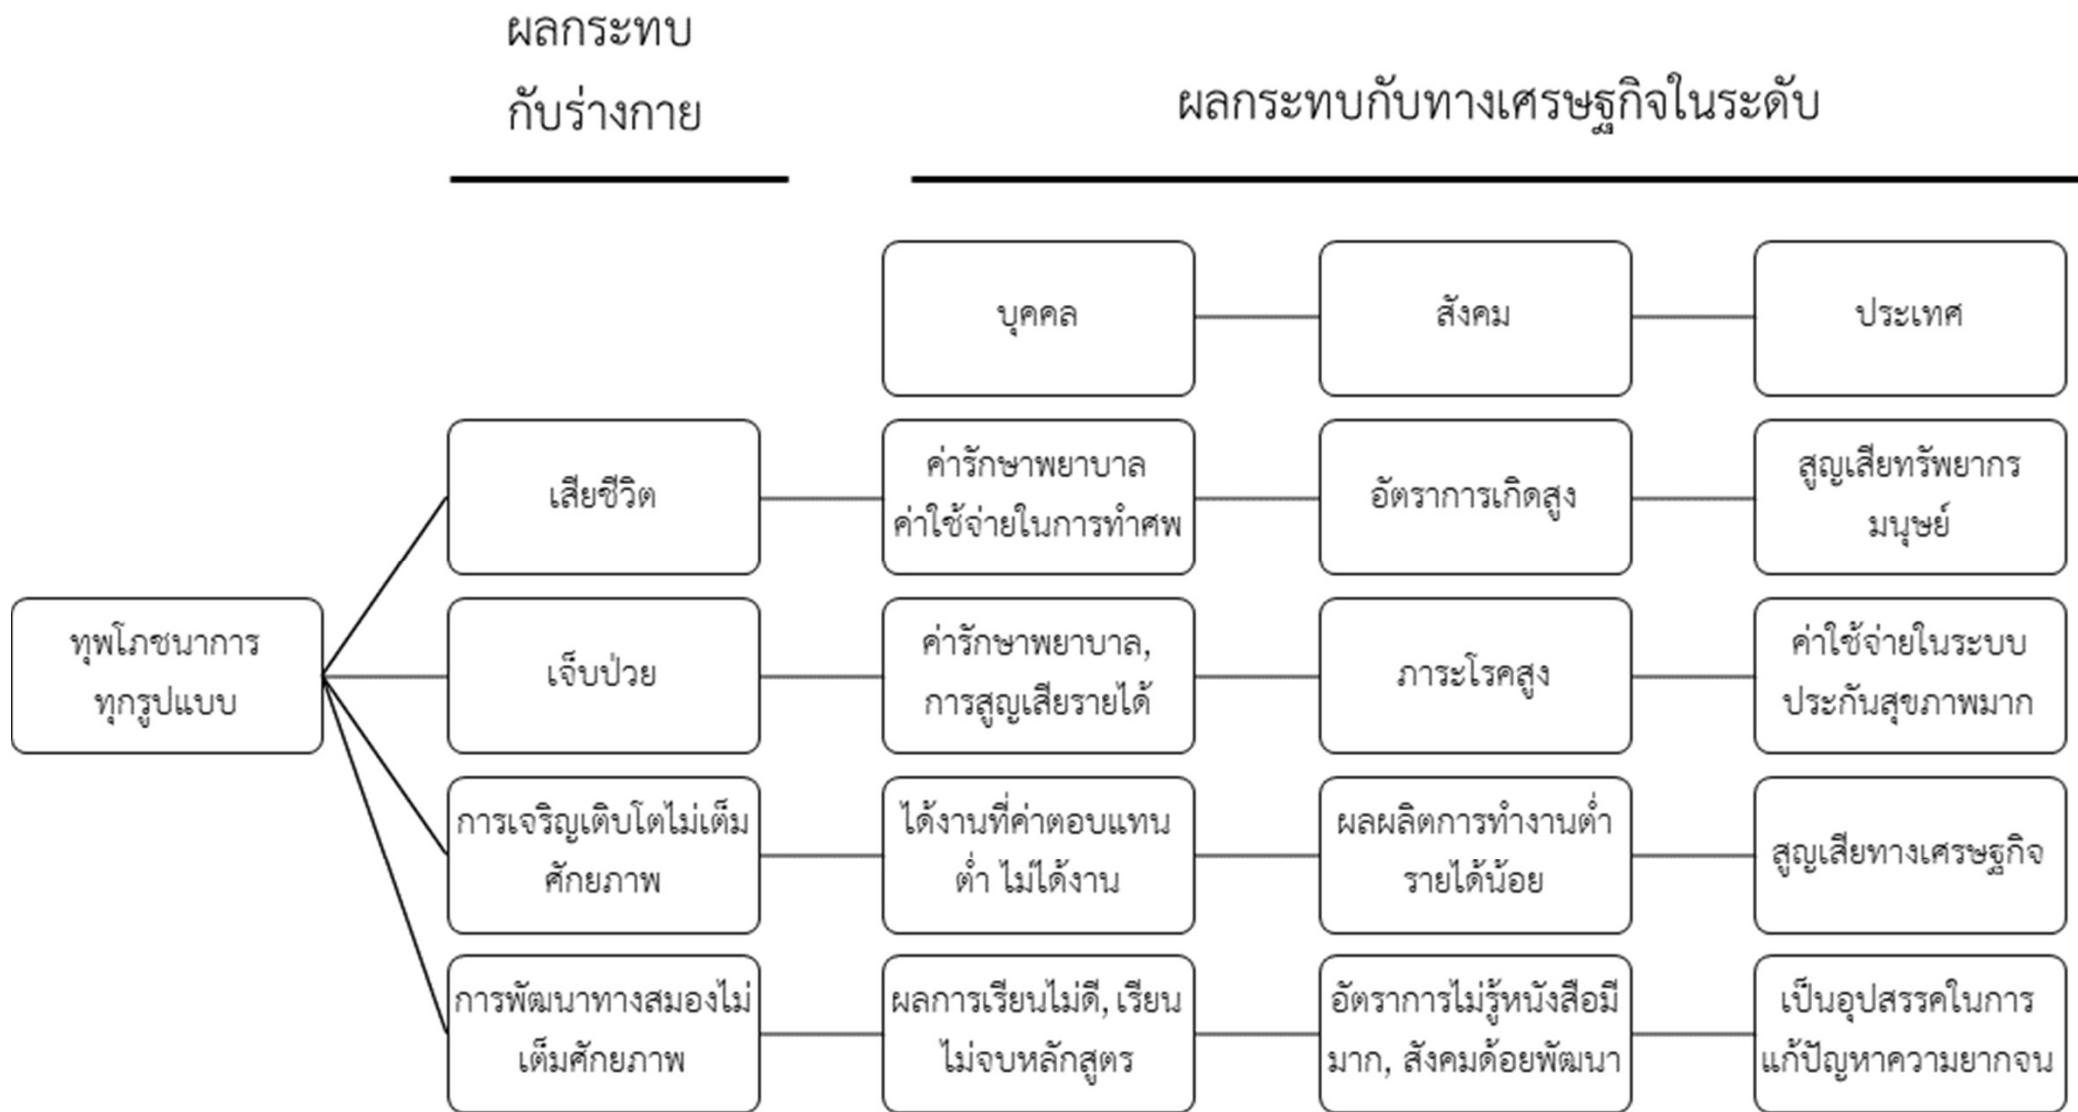 ผลกระทบ
กับร่างกาย
ผลกระทบกับทางเศรษฐกิจในระดับ
บุคคล
สังคม
ประเทศ
ทุพโภชนาการ
ทุกรูปแบบ
เสียชีวิต
ค่ารักษาพยาบาล
ค่าใช้จ่ายในการทำศพ
อัตราการเกิดสูง
สูญเสียทรัพยากร
มนุษย์
เจ็บป่วย
ค่ารักษาพยาบาล,
การสูญเสียรายได้
ภาระโรคสูง
ค่าใช้จ่ายในระบบ
ประกันสุขภาพมาก
การเจริญเติบโตไม่เต็ม
ศักยภาพ
ได้งานที่ค่าตอบแทน
ต่ำ ไม่ได้งาน
ผลผลิตการทำงานต่ำ
รายได้น้อย
สูญเสียทางเศรษฐกิจ
การพัฒนาทางสมองไม่
เต็มศักยภาพ
ผลการเรียนไม่ดี, เรียน
ไม่จบหลักสูตร
อัตราการไม่รู้หนังสือมี
มาก, สังคมด้อยพัฒนา
เป็นอุปสรรคในการ
แก้ปัญหาความยากจน